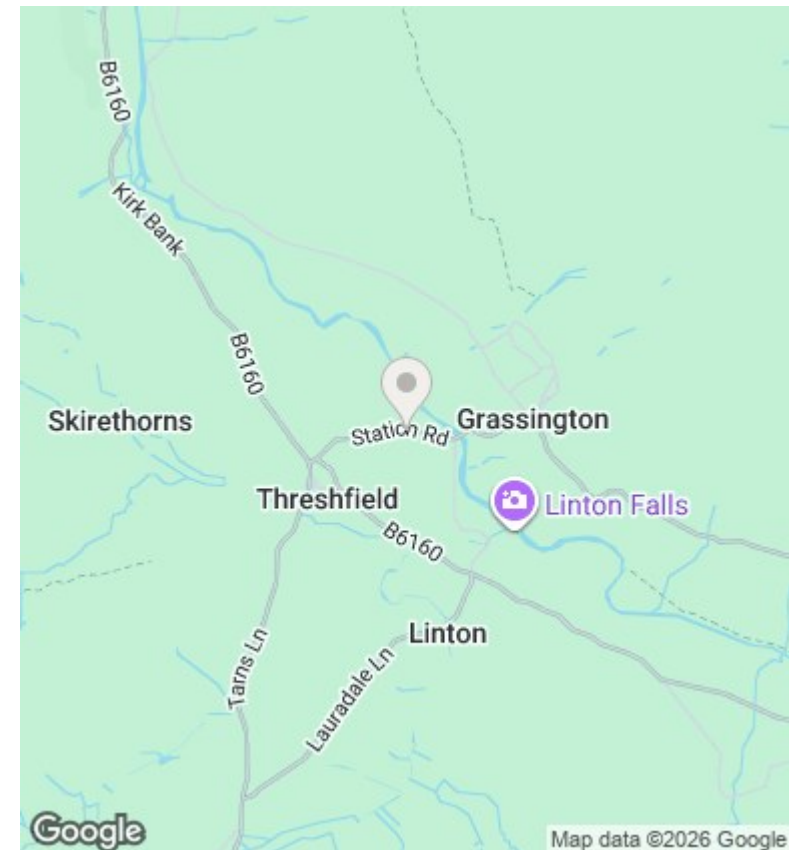 B6160
Kirk Bank
B6160
Skirethorns
Station Rd
Grassington
Threshfield
Linton Falls
B6160
Linton
Tarns Ln
Lauradale Ln
Google
Map data ©2026 Google